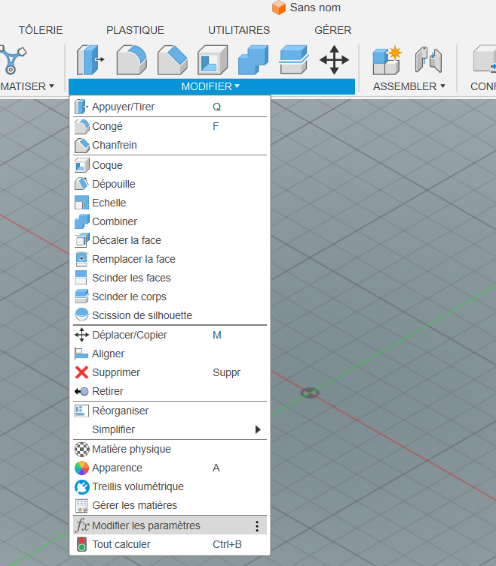 Sans nom
TÔLERIE PLASTIQUE UTILITAIRES GÉRER
MATISER MODIFIER ASSEMBLER CONF
Appuyer/Tirer Q
Congé F
Chanfrein
Coque
Dépouille
Echelle
Combiner
Décaler la face
Remplacer la face
Scinder les faces
Scinder le corps
Scission de silhouette
Déplacer/Copier M
Aligner
Supprimer Suppr
Retirer
Réorganiser
Simplifier
Matière physique
Apparence A
Treillis volumétrique
Gérer les matières
fx Modifier les paramètres
Tout calculer Ctrl+B